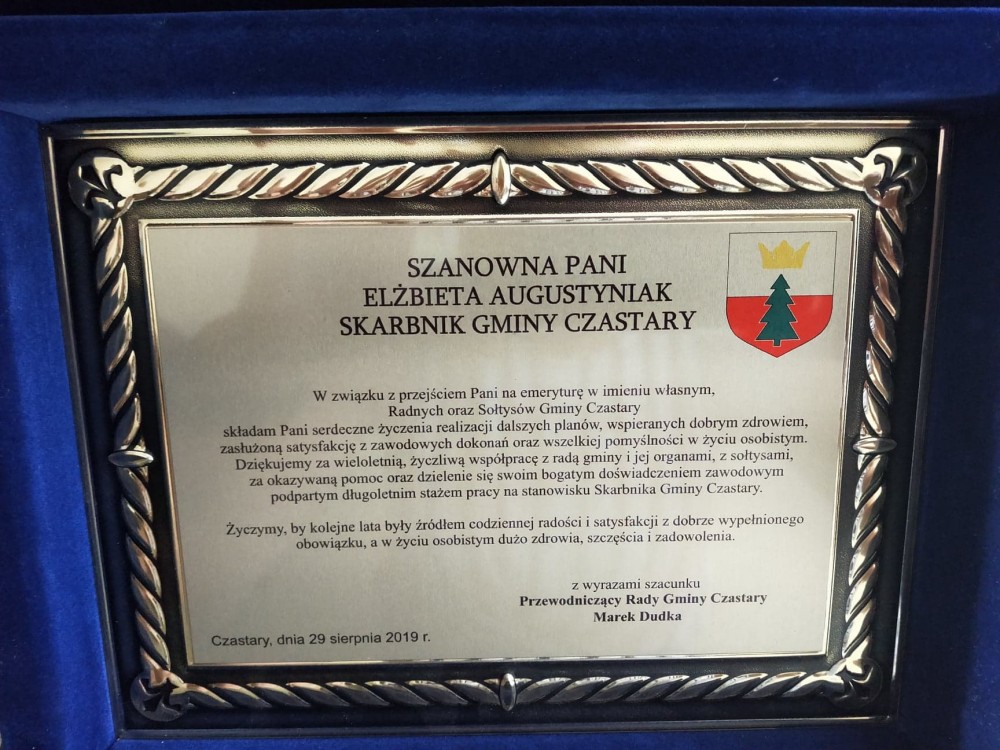 SZANOWNA PANI
ELŻBIETA AUGUSTYNIAK
SKARBNIK GMINY CZASTARY
W związku z przejściem Pani na emeryturę w imieniu własnym,
Radnych oraz Sołtysów Gminy Czastary
składam Pani serdeczne życzenia realizacji dalszych planów, wspieranych dobrym zdrowiem,
zasłużoną satysfakcję z zawodowych dokonań oraz wszelkiej pomyślności w życiu osobistym.
Dziękujemy za wieloletnią, życzliwą współpracę z radą gminy i jej organami, z sołtysami,
za okazywaną pomoc oraz dzielenie się swoim bogatym doświadczeniem zawodowym
podpartym długoletnim stażem pracy na stanowisku Skarbnika Gminy Czastary.
Życzymy, by kolejne lata były źródłem codziennej radości i satysfakcji z dobrze wypełnionego
obowiązku, a w życiu osobistym dużo zdrowia, szczęścia i zadowolenia.
z wyrazami szacunku
Przewodniczący Rady Gminy Czastary
Marek Dudka
Czastary, dnia 29 sierpnia 2019 r.